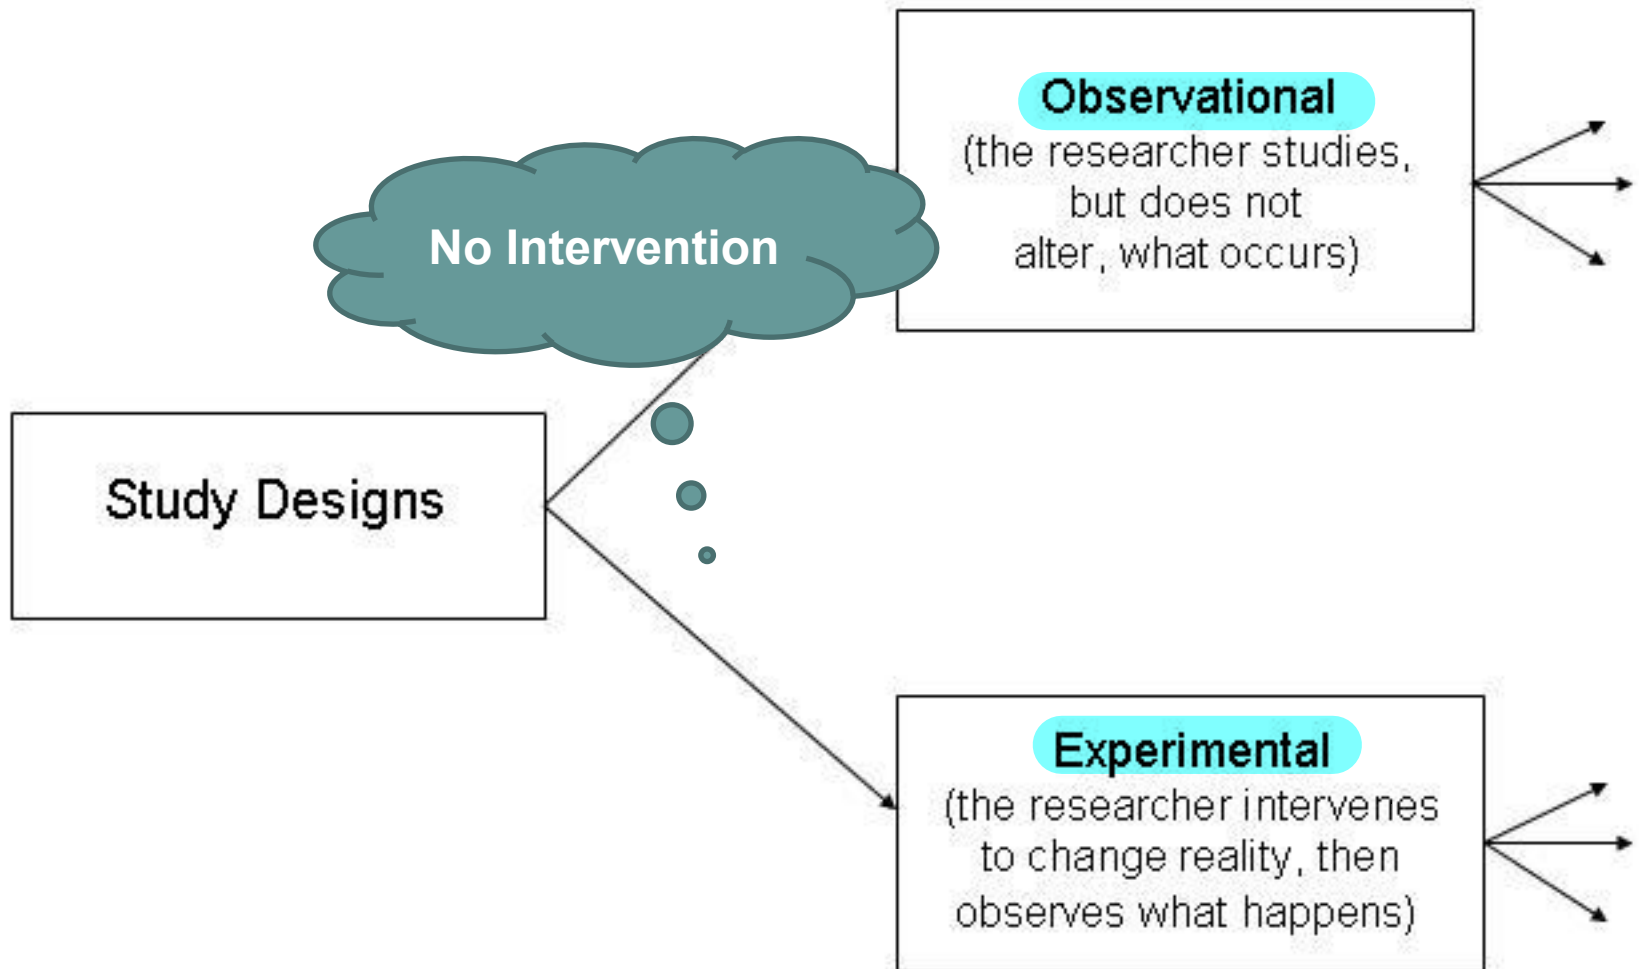 Observational
(the researcher studies,
but does not
alter, what occurs)
No Intervention
Study Designs
Experimental
(the researcher intervenes
to change reality, then
observes what happens)